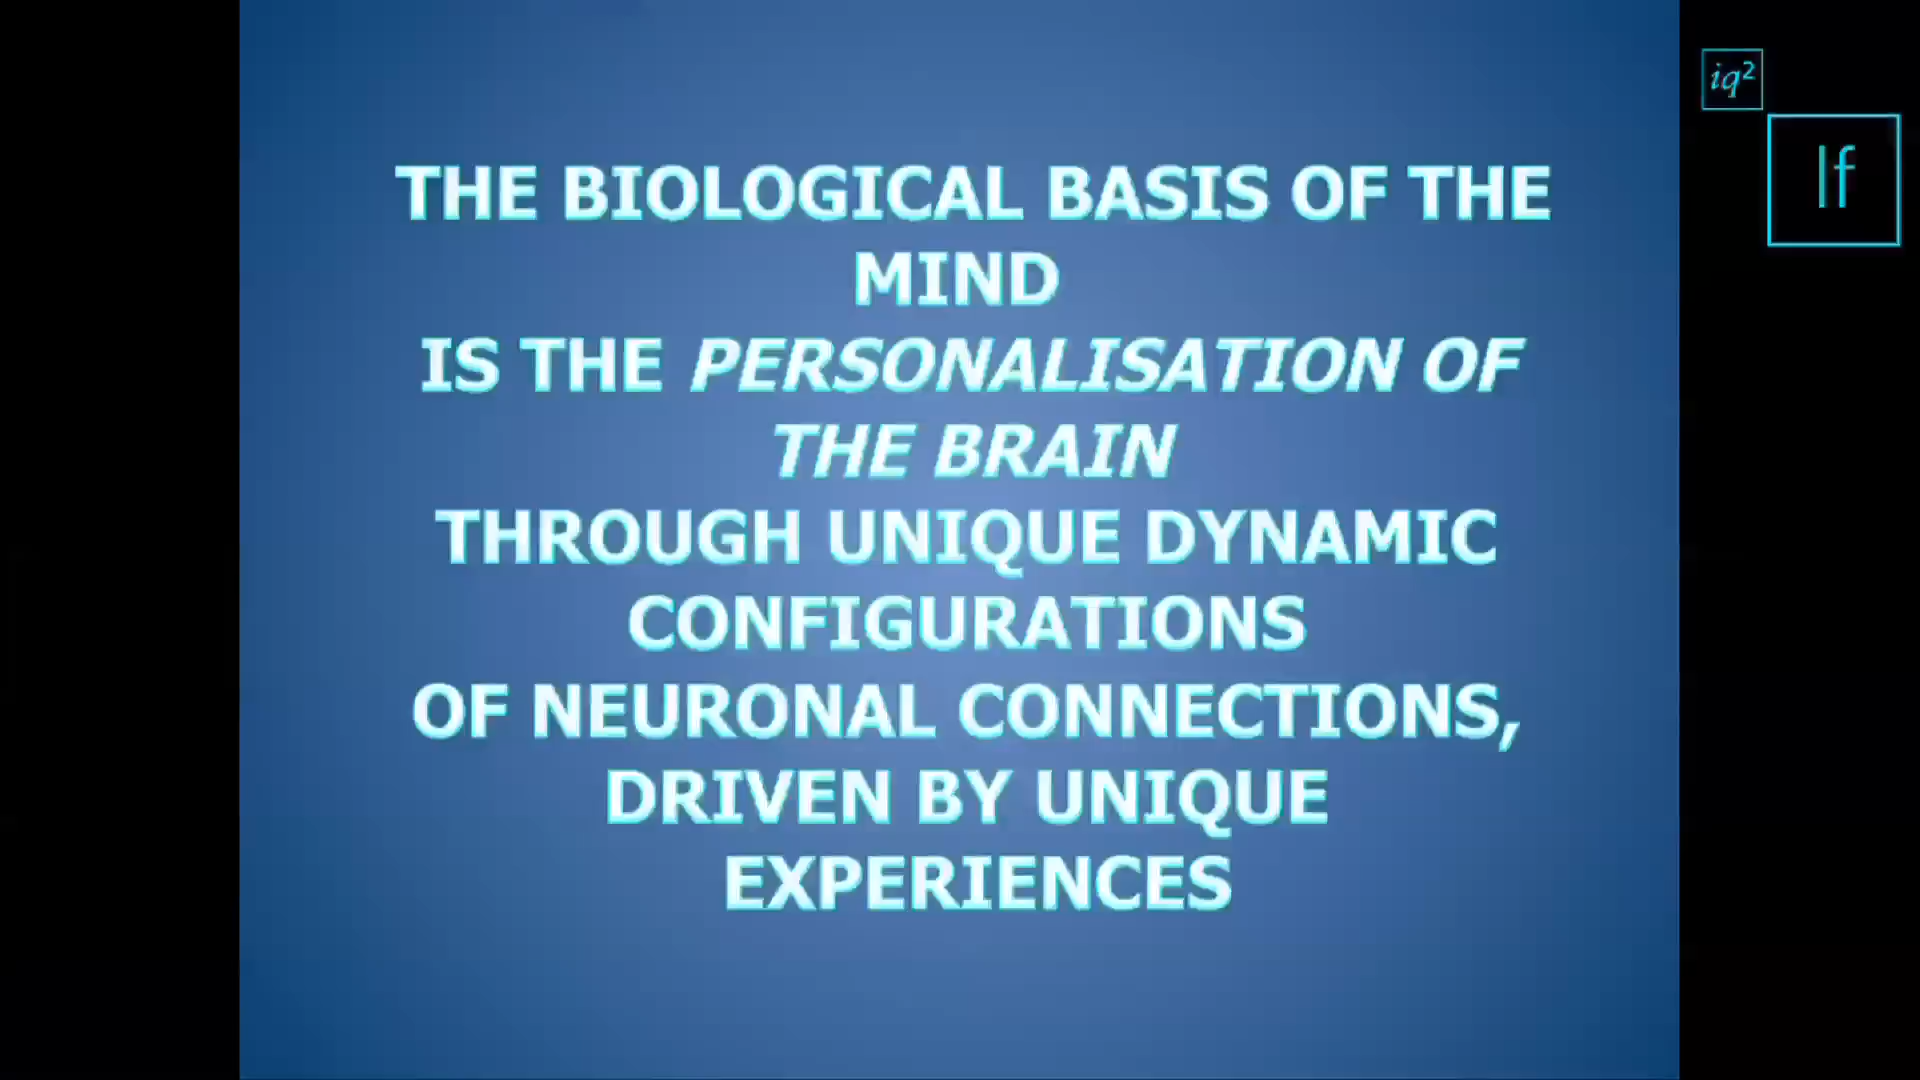 THE BIOLOGICAL BASIS OF THE
MIND
IS THE PERSONALISATION OF
THE BRAIN
THROUGH UNIQUE DYNAMIC
CONFIGURATIONS
OF NEURONAL CONNECTIONS,
DRIVEN BY UNIQUE
EXPERIENCES
iq²
If